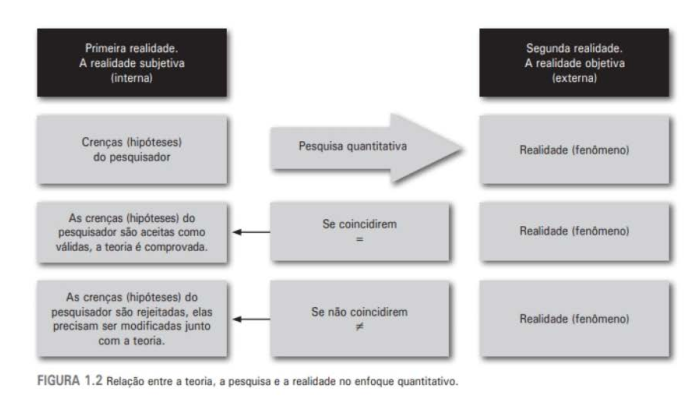 Primeira realidade.
A realidade subjetiva
(interna)
Segunda realidade.
A realidade objetiva
(externa)
Crenças (hipóteses)
do pesquisador
Pesquisa quantitativa
Realidade (fenômeno)
As crenças (hipóteses) do
pesquisador são aceitas como
válidas, a teoria é comprovada.
Se coincidirem
=
Realidade (fenômeno)
As crenças (hipóteses) do
pesquisador são rejeitadas, elas
precisam ser modificadas junto
com a teoria.
Se não coincidirem
≠
Realidade (fenômeno)
FIGURA 1.2 Relação entre a teoria, a pesquisa e a realidade no enfoque quantitativo.